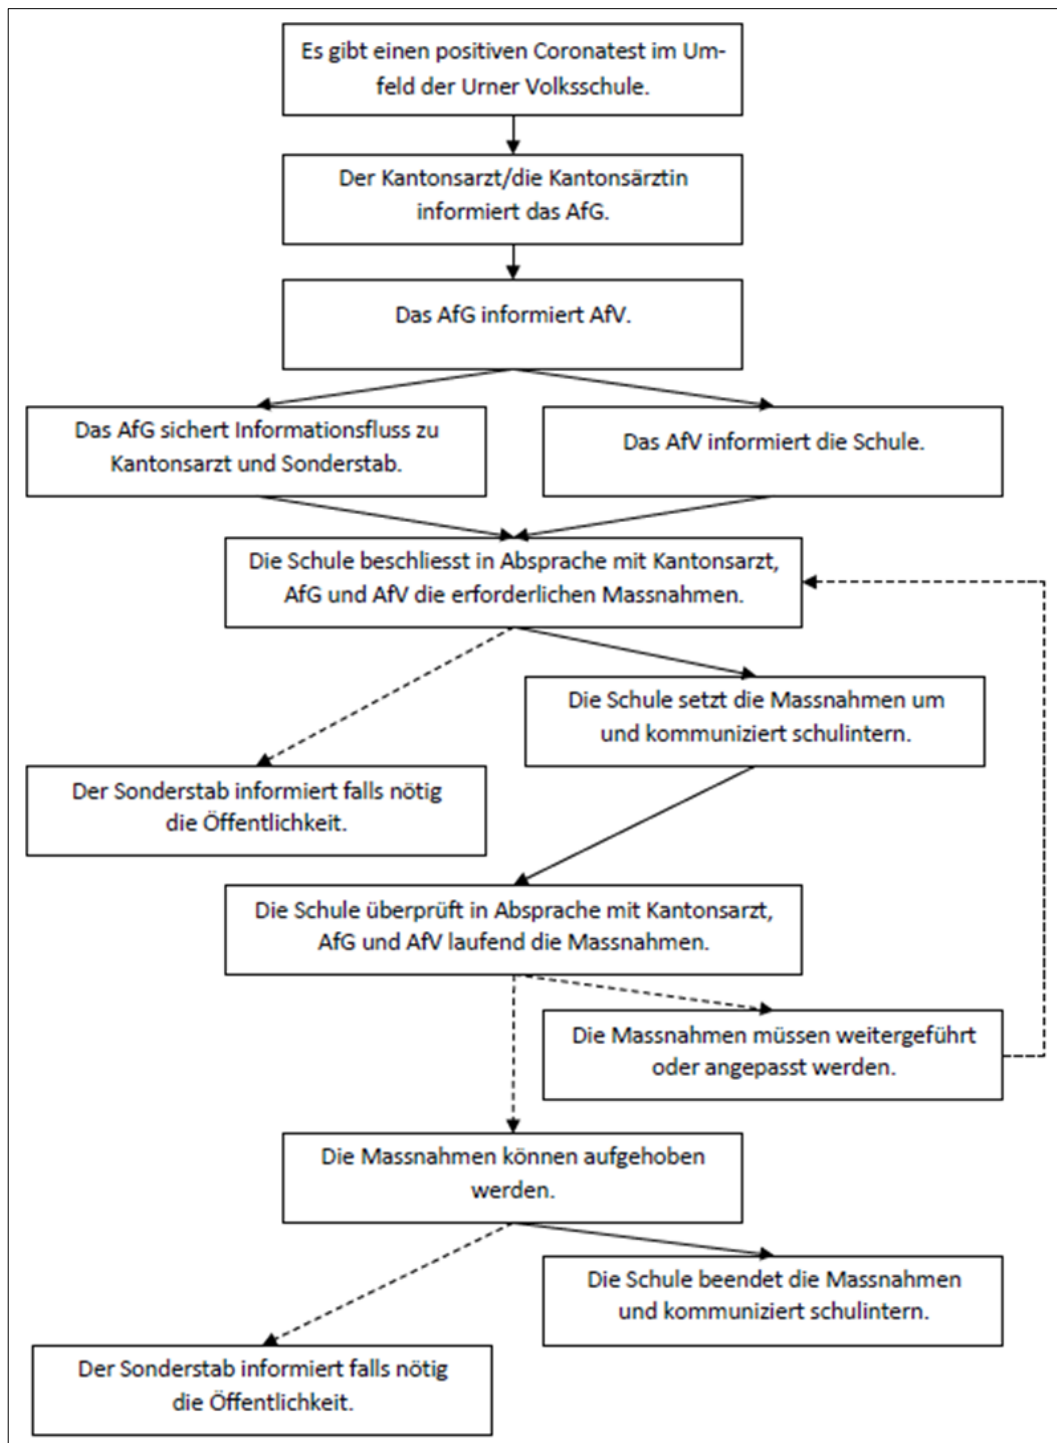 Es gibt einen positiven Coronatest im Um-
feld der Urner Volksschule.
Der Kantonsarzt/die Kantonsärztin
informiert das AfG.
Das AfG informiert AfV.
Das AfG sichert Informationsfluss zu
Kantonsarzt und Sonderstab.
Das AfV informiert die Schule.
Die Schule beschliesst in Absprache mit Kantonsarzt,
AfG und AfV die erforderlichen Massnahmen.
Die Schule setzt die Massnahmen um
und kommuniziert schulintern.
Der Sonderstab informiert falls nötig
die Öffentlichkeit.
Die Schule überprüft in Absprache mit Kantonsarzt,
AfG und AfV laufend die Massnahmen.
Die Massnahmen müssen weitergeführt
oder angepasst werden.
Die Massnahmen können aufgehoben
werden.
Die Schule beendet die Massnahmen
und kommuniziert schulintern.
Der Sonderstab informiert falls nötig
die Öffentlichkeit.